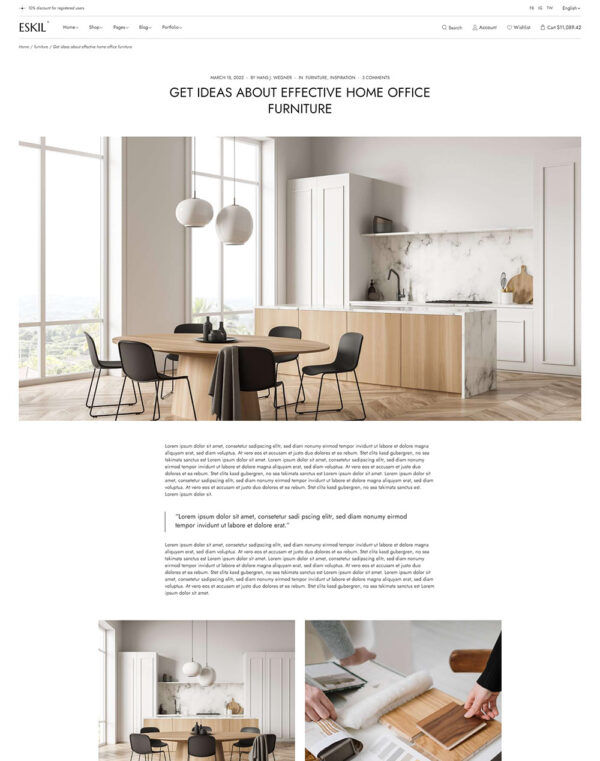 10% discount for registered users
FB IG TW English
ESKIL
Home Shop Pages Blog Portfolio
Search Account Wishlist Cart $11,089.42
Home / Furniture / Get ideas about effective home office furniture
MARCH 18, 2022 - BY HANS J. WEGNER - IN FURNITURE, INSPIRATION - 3 COMMENTS
GET IDEAS ABOUT EFFECTIVE HOME OFFICE
FURNITURE
Lorem ipsum dolor sit amet, consetetur sadipscing elitr, sed diam nonumy eirmod tempor invidunt ut labore et dolore magna
aliquyam erat, sed diam voluptua. At vero eos et accusam et justo duo dolores et ea rebum. Stet clita kasd gubergren, no sea
takimata sanctus est Lorem ipsum dolor sit amet. Lorem ipsum dolor sit amet, consetetur sadipscing elitr, sed diam nonumy
eirmod tempor invidunt ut labore et dolore magna aliquyam erat, sed diam voluptua. At vero eos et accusam et justo duo
dolores et ea rebum. Stet clita kasd gubergren, no sea takimata sanctus est Lorem ipsum dolor sit amet. Lorem ipsum dolor sit
amet, consetetur sadipscing elitr, sed diam nonumy eirmod tempor invidunt ut labore et dolore magna aliquyam erat, sed diam
voluptua. At vero eos et accusam et justo duo dolores et ea rebum. Stet clita kasd gubergren, no sea takimata sanctus est.
Lorem ipsum dolor sit.
“Lorem ipsum dolor sit amet, consetetur sadi pscing elitr, sed diam nonumy eirmod
tempor invidunt ut labore et dolore erat.”
Lorem ipsum dolor sit amet, consetetur sadipscing elitr, sed diam nonumy eirmod tempor invidunt ut labore et dolore magna
aliquyam erat, sed diam voluptua. At vero eos et accusam et justo duo dolores et ea rebum. Stet clita kasd gubergren, no sea
takimata sanctus est Lorem ipsum dolor sit amet. Lorem ipsum dolor sit amet, consetetur sadipscing elitr, sed diam nonumy
eirmod tempor invidunt ut labore et dolore magna aliquyam erat, sed diam voluptua. At vero eos et accusam et justo duo
dolores et ea rebum. Stet clita kasd gubergren, no sea takimata sanctus est Lorem ipsum dolor sit amet. Lorem ipsum dolor sit
amet, consetetur sadipscing elitr, sed diam nonumy eirmod tempor invidunt ut labore et dolore magna aliquyam erat, sed diam
voluptua. At vero eos et accusam et justo duo dolores et ea rebum. Stet clita kasd gubergren, no sea takimata sanctus est Lorem
ipsum dolor sit amet.